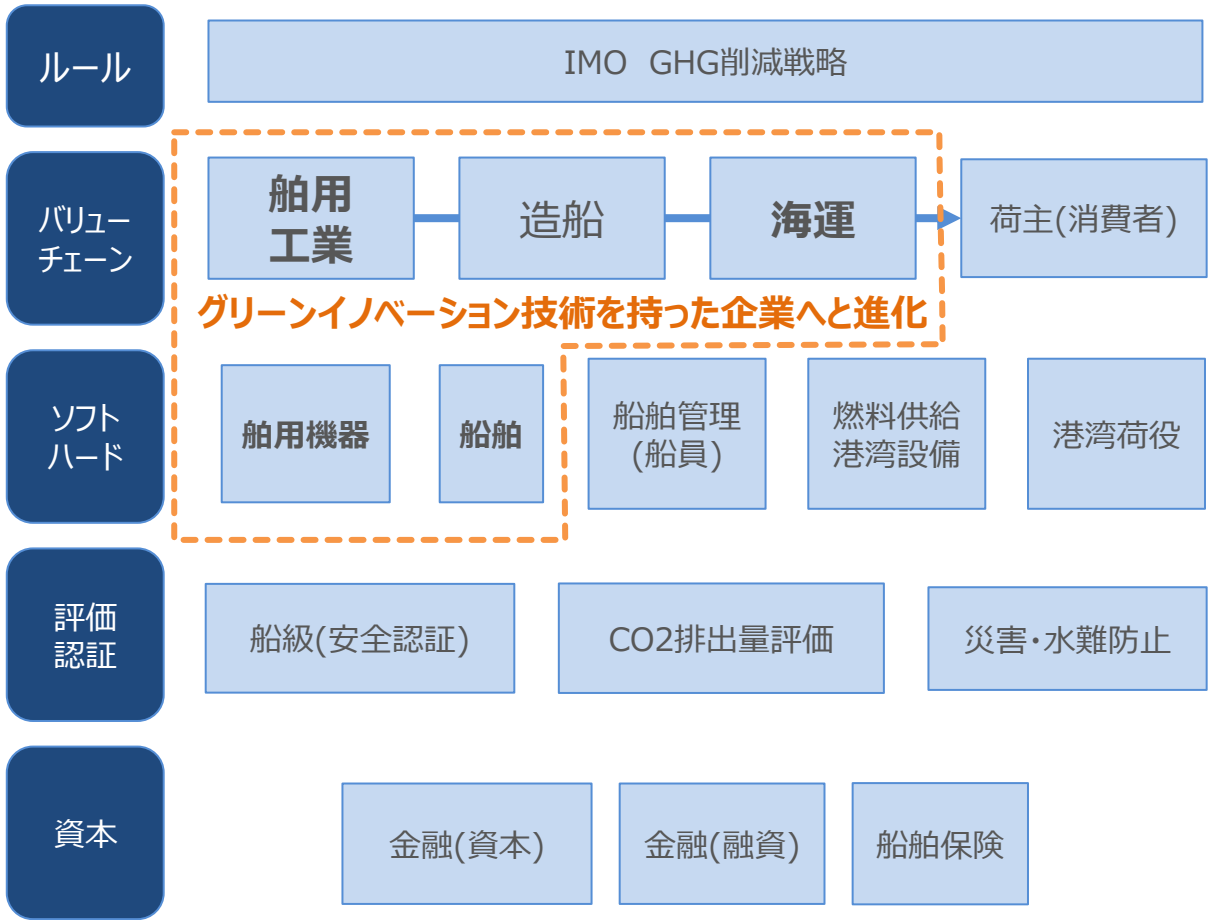 ルール
IMO GHG削減戦略
バリュー
チェーン
舶用
工業
造船
海運
荷主(消費者)
グリーンイノベーション技術を持った企業へと進化
ソフト
ハード
舶用機器
船舶
船舶管理
(船員)
燃料供給
港湾設備
港湾荷役
評価
認証
船級(安全認証)
CO2排出量評価
災害・水難防止
資本
金融(資本)
金融(融資)
船舶保険